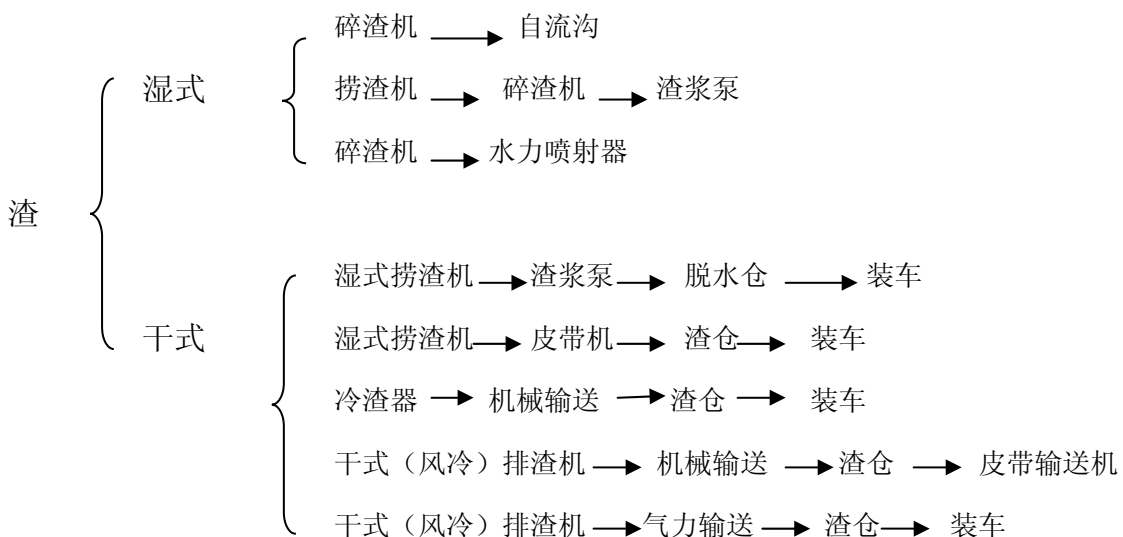 碎渣机 → 自流沟
湿式
捞渣机 → 碎渣机 → 渣浆泵
碎渣机 → 水力喷射器
渣
湿式捞渣机 → 渣浆泵 → 脱水仓 → 装车
干式
湿式捞渣机 → 皮带机 → 渣仓 → 装车
冷渣器 → 机械输送 → 渣仓 → 装车
干式（风冷）排渣机 → 机械输送 → 渣仓 → 皮带输送机
干式（风冷）排渣机 → 气力输送 → 渣仓 → 装车